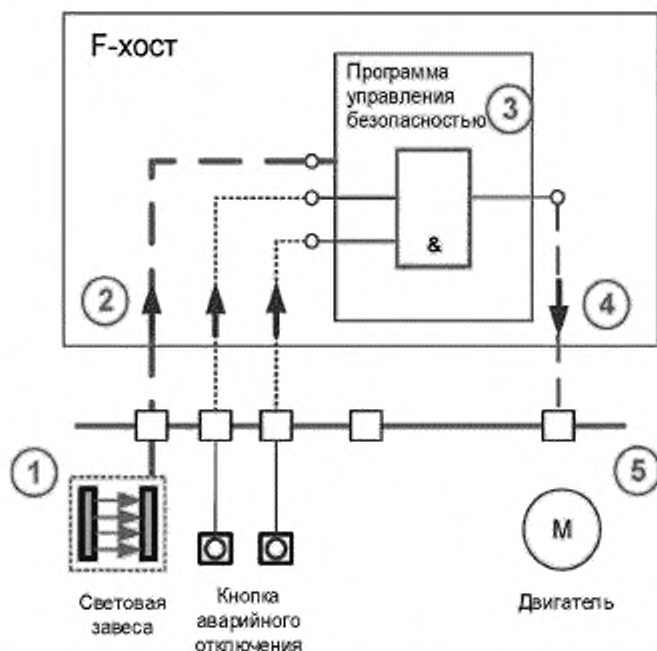 F-хост
Программа
управления
безопасностью
3
&
2
4
1
5
M
Световая
завеса
Кнопка
аварийного
отключения
Двигатель